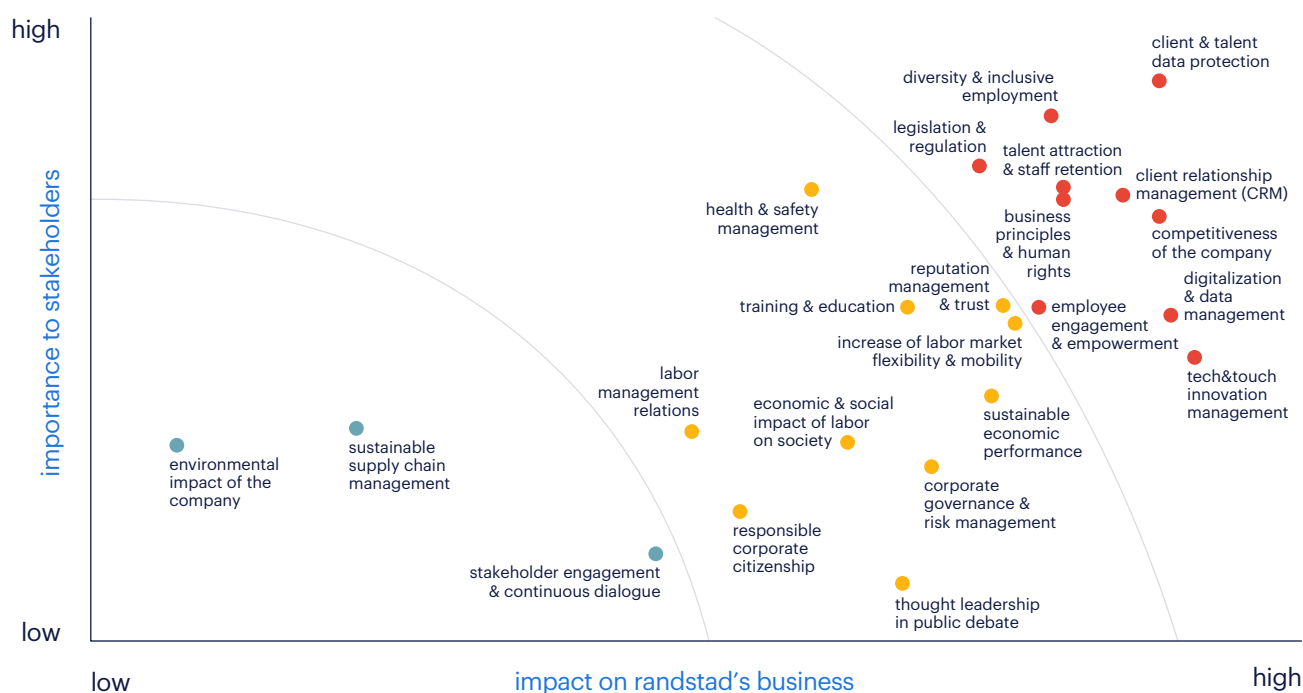 high
client & talent
data protection
diversity & inclusive
employment
legislation &
regulation
talent attraction
& staff retention
client relationship
management (CRM)
health & safety
management
business
principles
& human
rights
competitiveness
of the company
reputation
management
& trust
digitalization
& data
management
training & education
employee
engagement
& empowerment
increase of labor market
flexibility & mobility
tech&touch
innovation
management
labor
management
relations
economic & social
impact of labor
on society
sustainable
economic
performance
environmental
impact of the
company
sustainable
supply chain
management
corporate
governance &
risk management
responsible
corporate
citizenship
stakeholder engagement
& continuous dialogue
thought leadership
in public debate
importance to stakeholders
low
low
impact on randstad's business
high